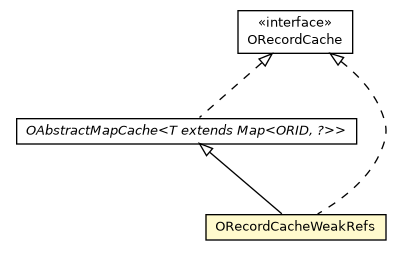 «interface»
ORecordCache
OAbstractMapCache<T extends Map<ORID, ?>>
ORecordCacheWeakRefs